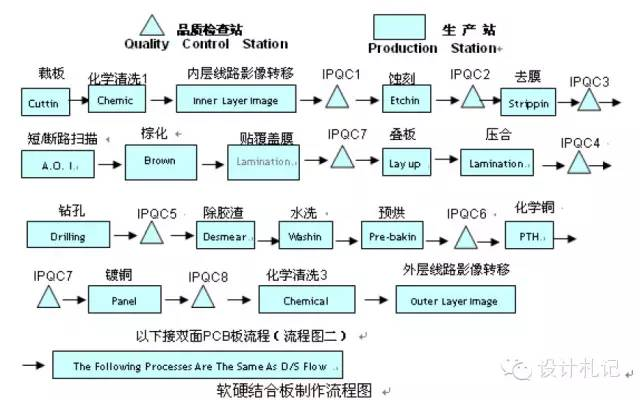 品质检查站 生 产 站
Quality Control Station Production Station
裁板 化学清洗1 内层线路影像转移 IPQC1 蚀刻 IPQC2 去膜 IPQC3
Cuttin Chemic Inner Layer Image Etchin Strippin
短/断路扫描 棕化 贴覆盖膜 IPQC7 叠板 压合 IPQC4
A.O.I. Brown Lamination Lay up Lamination
钻孔 IPQC5 除胶渣 水洗 预烘 IPQC6 化学铜
Drilling Desmear Washin Pre-bakin PTH
IPQC7 镀铜 IPQC8 化学清洗3 外层线路影像转移
Panel Chemical Outer Layer Image
以下接双面PCB板流程（流程图二）
The Following Processes Are The Same As D/S Flow
软硬结合板制作流程图
设计札记